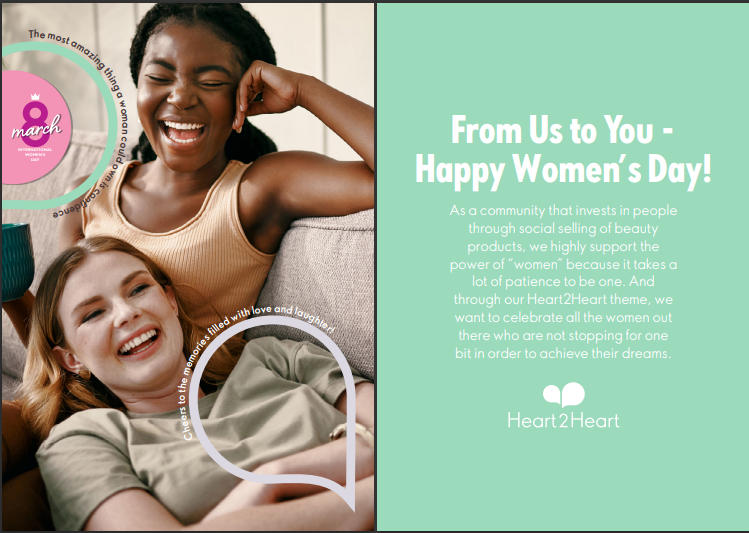 The most amazing thing a woman could own is confidence
8
march
INTERNATIONAL
WOMEN'S
DAY
Cheers to the memories filled with love and laughter!
From Us to You -
Happy Women's Day!
As a community that invests in people
through social selling of beauty
products, we highly support the
power of "women" because it takes a
lot of patience to be one. And
through our Heart2Heart theme, we
want to celebrate all the women out
there who are not stopping for one
bit in order to achieve their dreams.
Heart2Heart